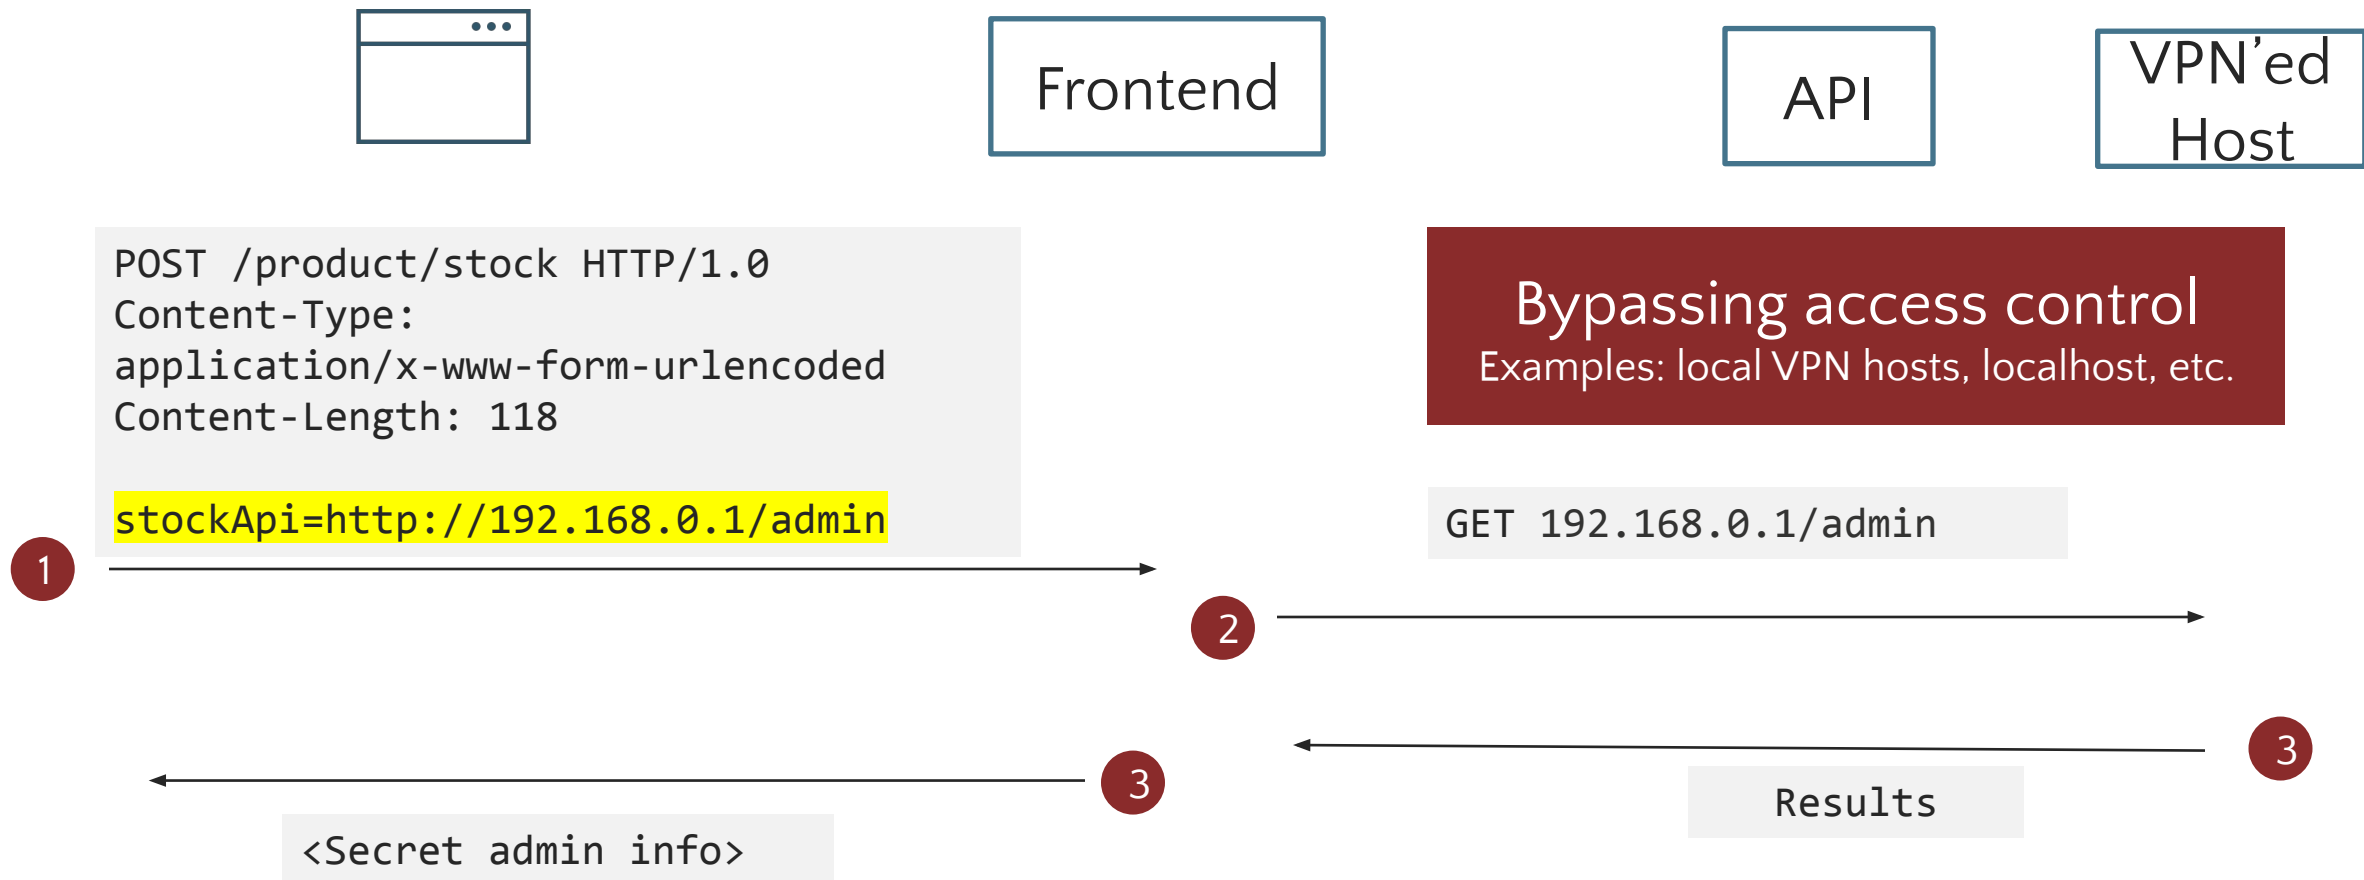 Frontend
API
VPN’ed
Host
POST /product/stock HTTP/1.0
Content-Type:
application/x-www-form-urlencoded
Content-Length: 118
stockApi=http://192.168.0.1/admin
Bypassing access control
Examples: local VPN hosts, localhost, etc.
GET 192.168.0.1/admin
1
2
3
3
Results
<Secret admin info>